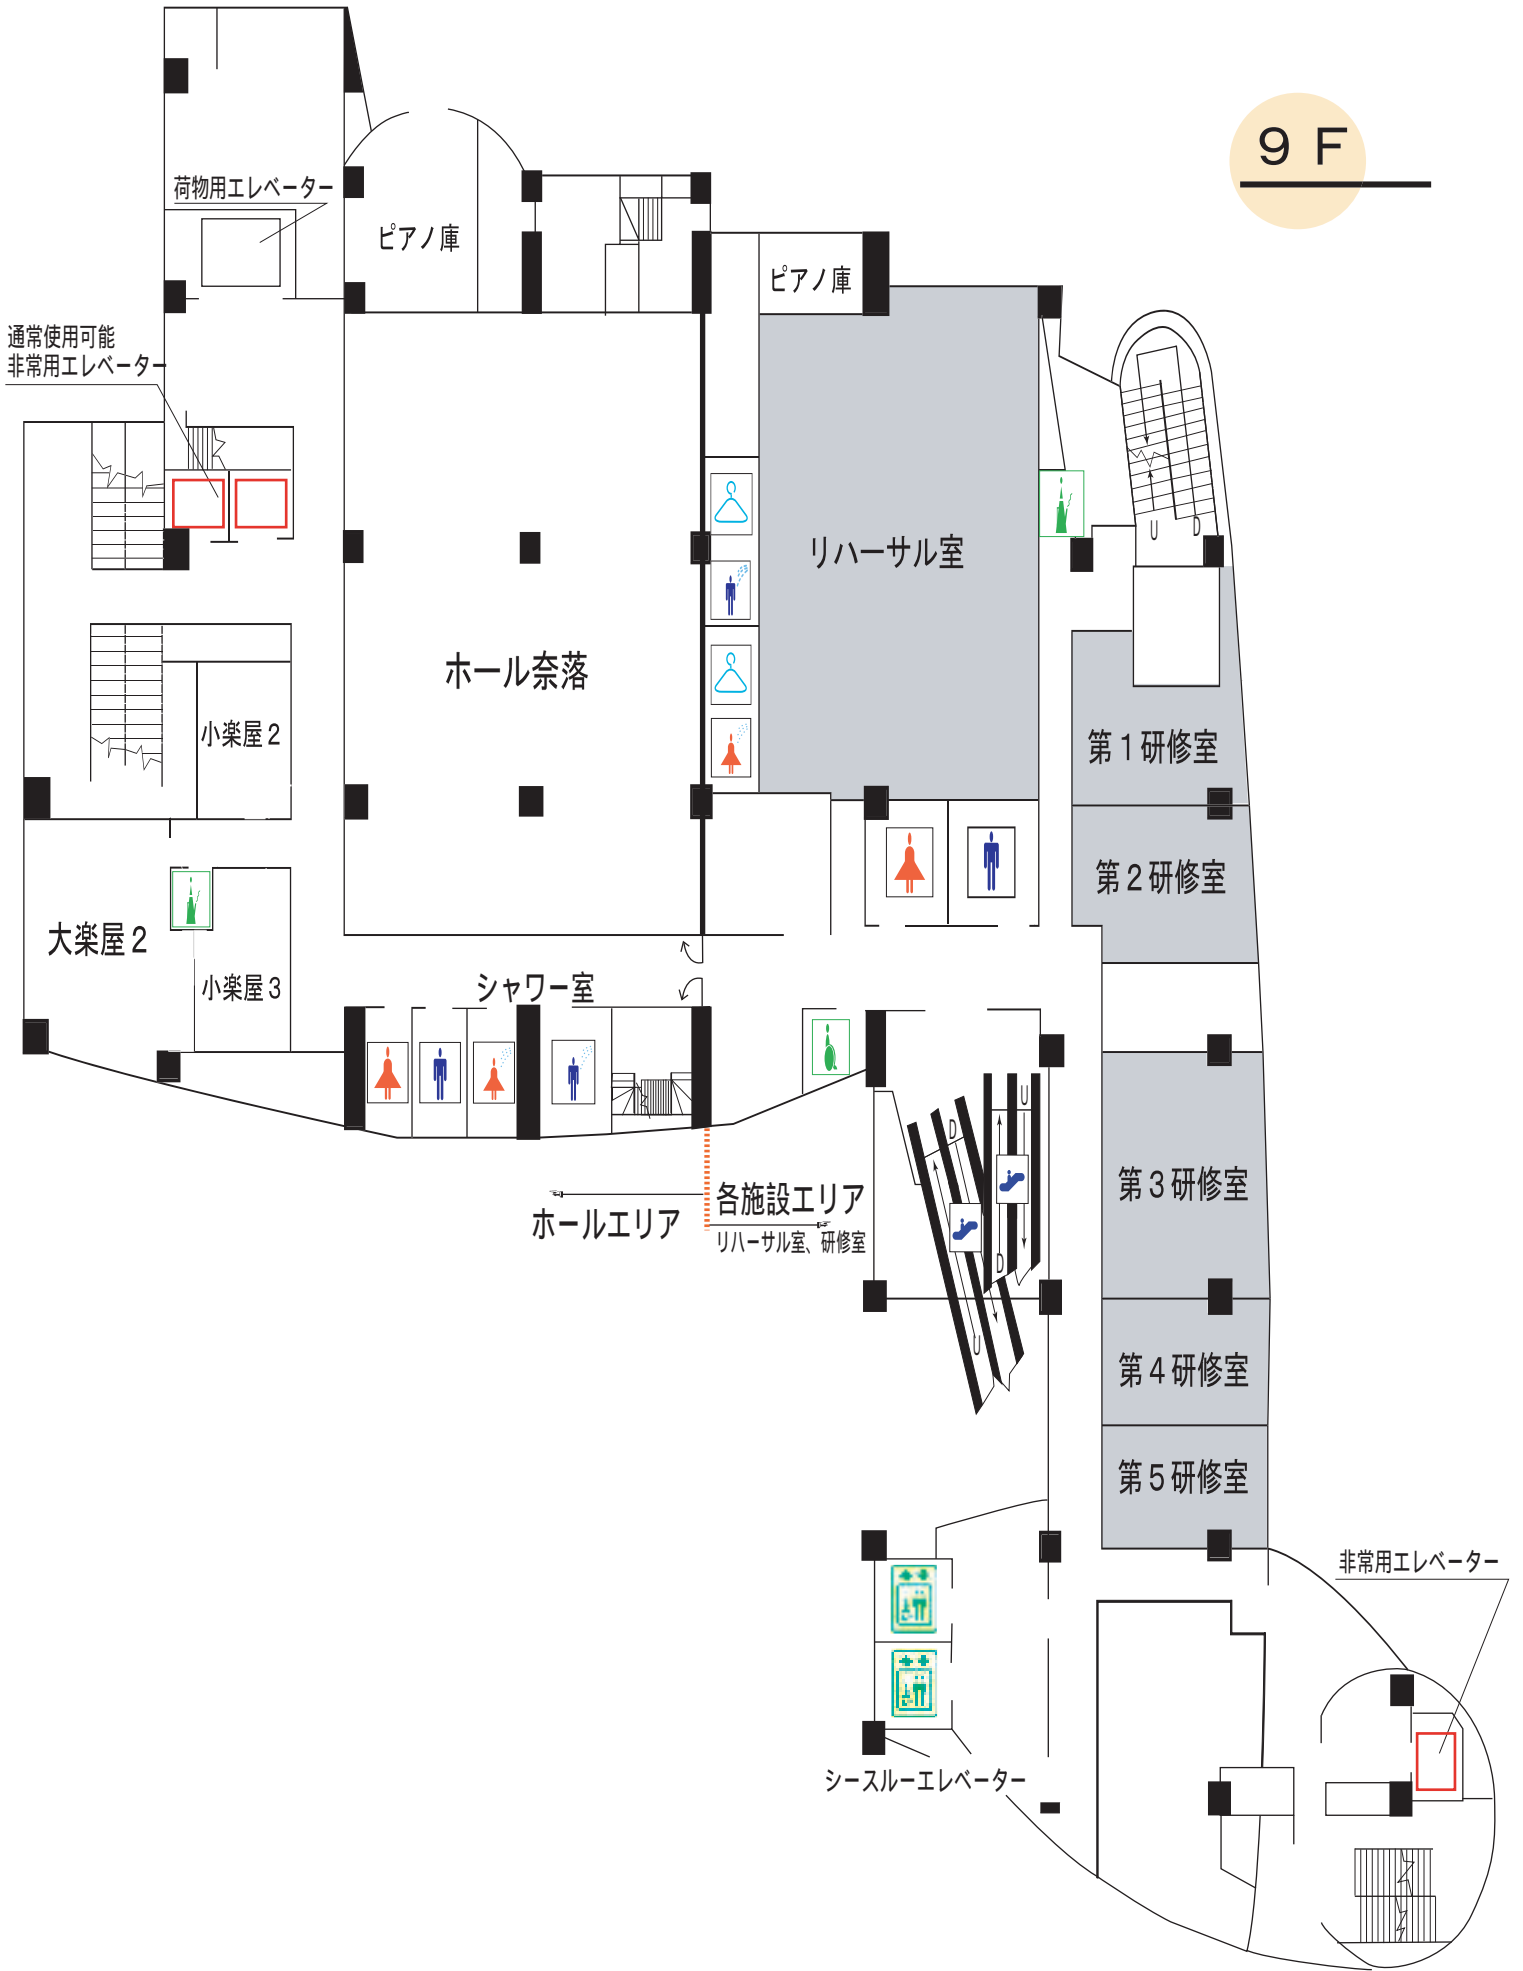 ９Ｆ
荷物用エレベーター
ピアノ庫
ピアノ庫
通常使用可能
非常用エレベーター
U
D
リハーサル室
ホール奈落
小楽屋２
第１研修室
第２研修室
大楽屋２
小楽屋３
シャワー室
U
D
第３研修室
各施設エリア
ホールエリア
リハーサル室、研修室
D
U
第４研修室
第５研修室
非常用エレベーター
シースルーエレベーター